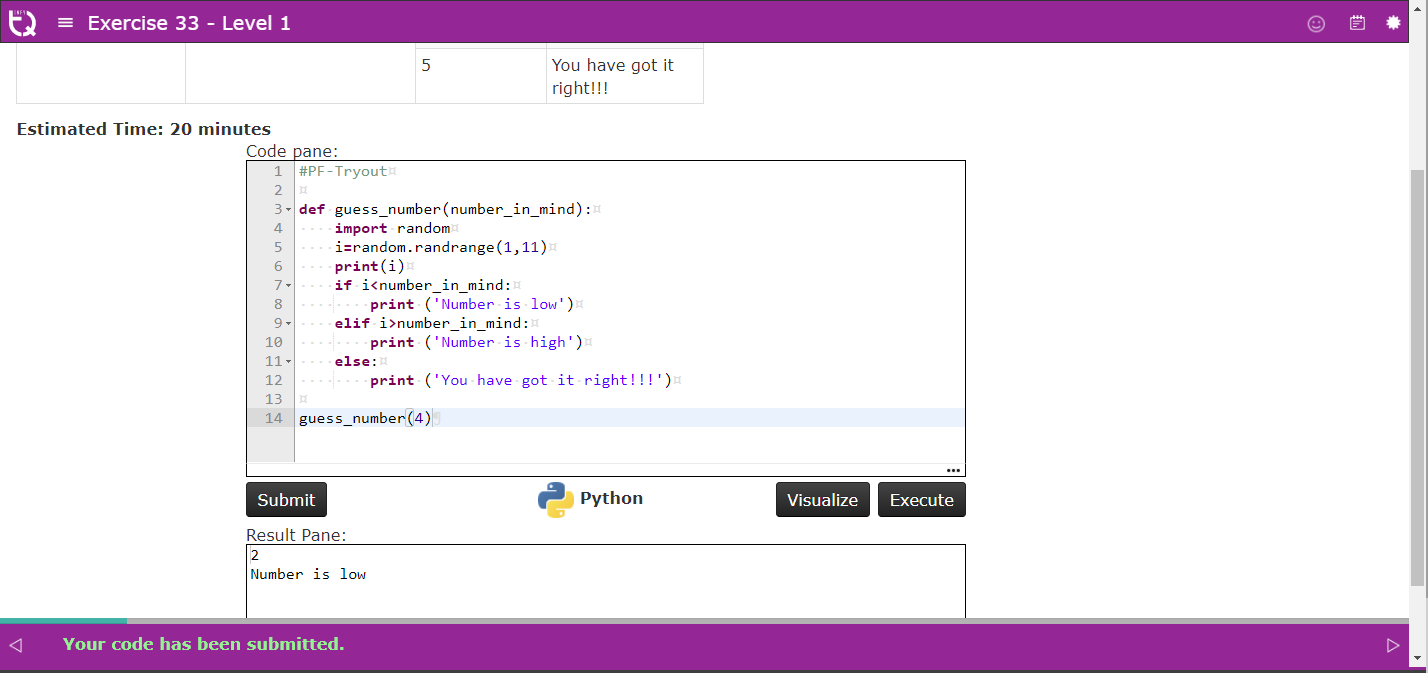 Exercise 33 - Level 1
5
You have got it
right!!!
Estimated Time: 20 minutes
Code pane:
1 #PF-Tryout
2
3 def guess_number(number_in_mind):
4 import random
5 i=random.randrange(1,11)
6 print(i)
7 if i<number_in_mind:
8 print ('Number is low')
9 elif i>number_in_mind:
10 print ('Number is high')
11 else:
12 print ('You have got it right!!!')
13
14 guess_number(4)
Submit Python Visualize Execute
Result Pane:
2
Number is low
Your code has been submitted.